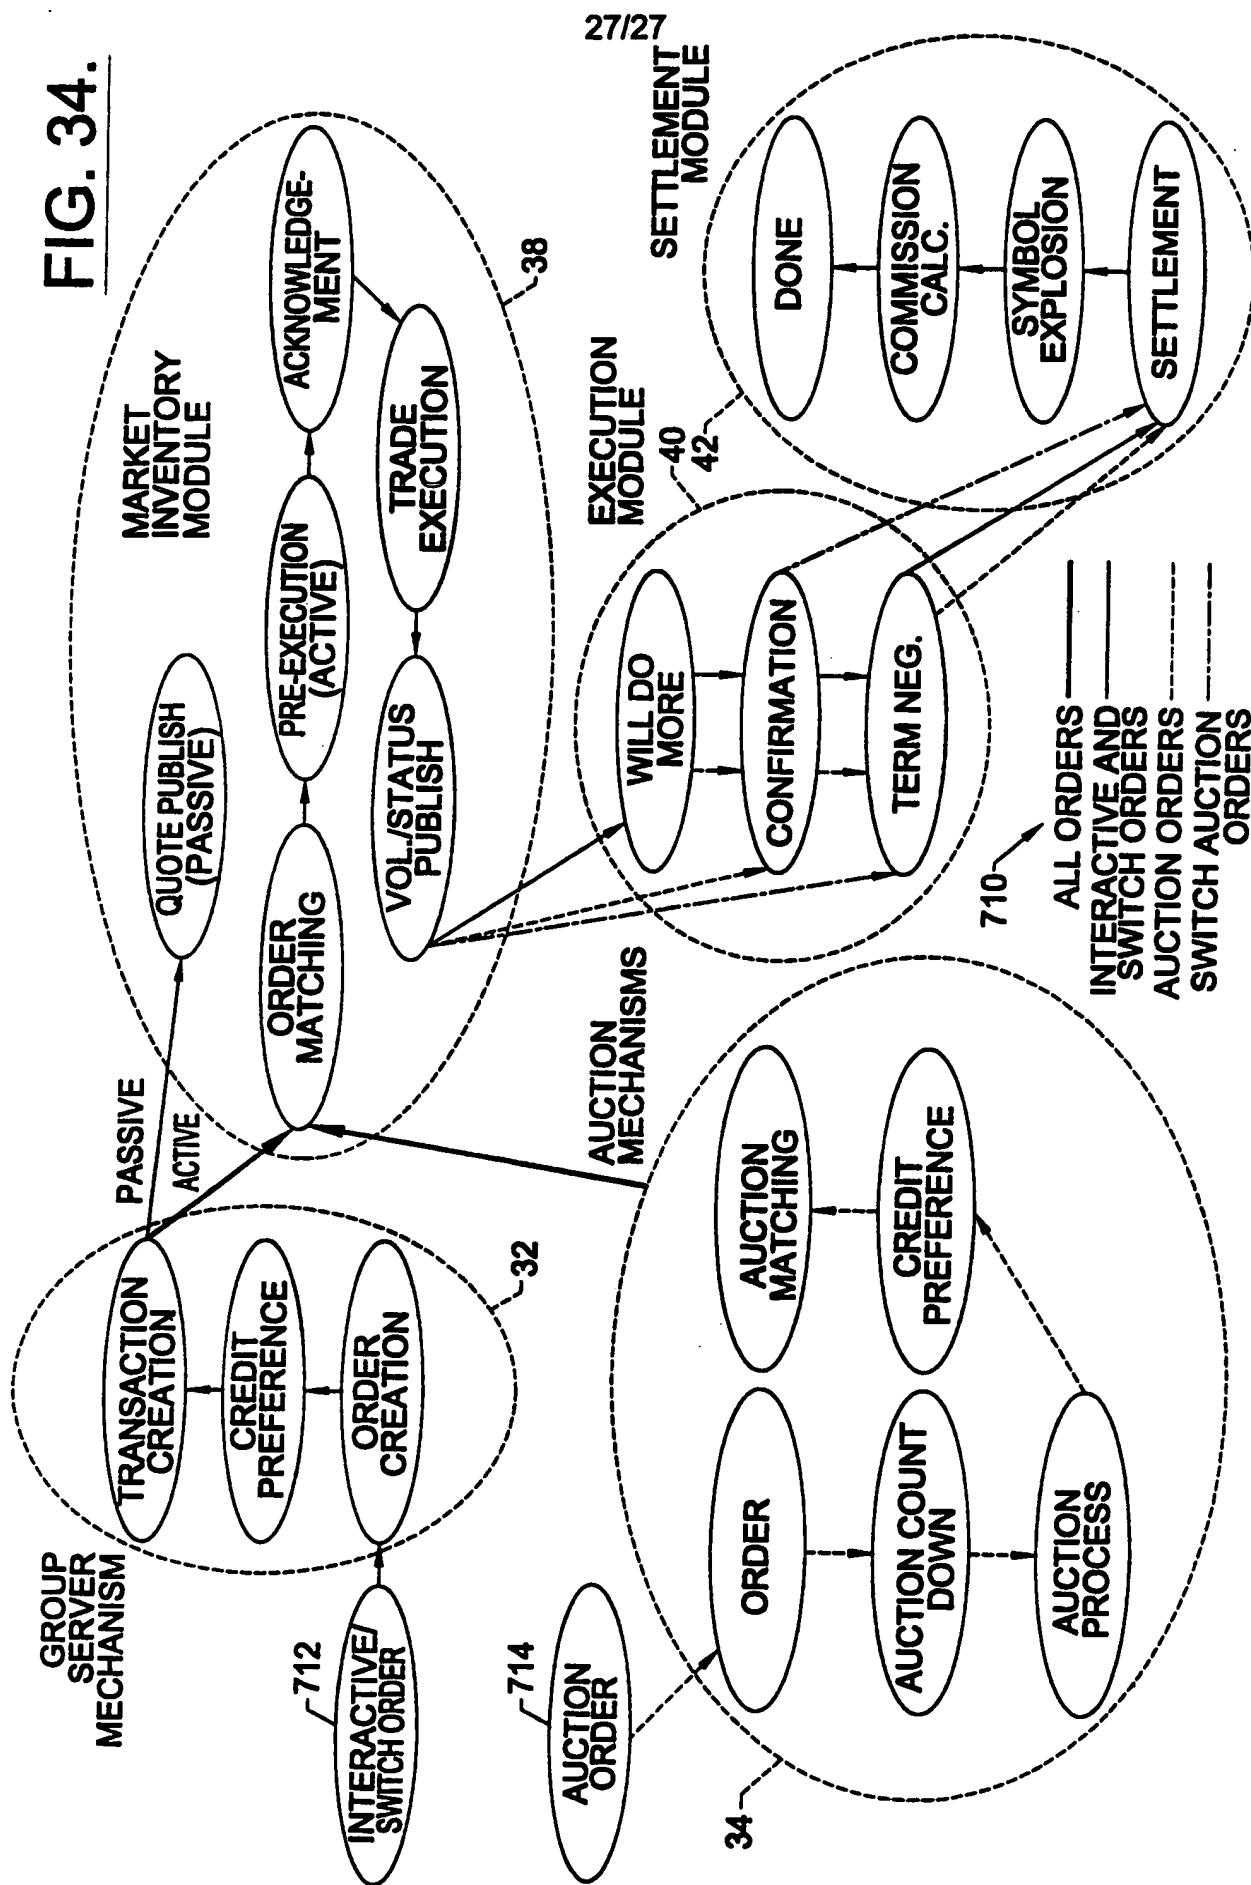 27/27
FIG. 34.
GROUP
SERVER
MECHANISM
TRANSACTION
CREATION
CREDIT
PREFERENCE
ORDER
CREATION
32
712
INTERACTIVE/
SWITCH ORDER
PASSIVE
ACTIVE
MARKET
INVENTORY
MODULE
QUOTE PUBLISH
(PASSIVE)
ORDER
MATCHING
PRE-EXECUTION
(ACTIVE)
ACKNOWLEDGE-
MENT
TRADE
EXECUTION
VOL./STATUS
PUBLISH
38
714
AUCTION
ORDER
AUCTION
MECHANISMS
ORDER
AUCTION COUNT
DOWN
AUCTION
PROCESS
CREDIT
PREFERENCE
AUCTION
MATCHING
34
EXECUTION
MODULE
40
WILL DO
MORE
CONFIRMATION
TERM NEG.
SETTLEMENT
MODULE
42
DONE
COMMISSION
CALC.
SYMBOL
EXPLOSION
SETTLEMENT
710
ALL ORDERS
INTERACTIVE AND
SWITCH ORDERS
AUCTION ORDERS
SWITCH AUCTION
ORDERS